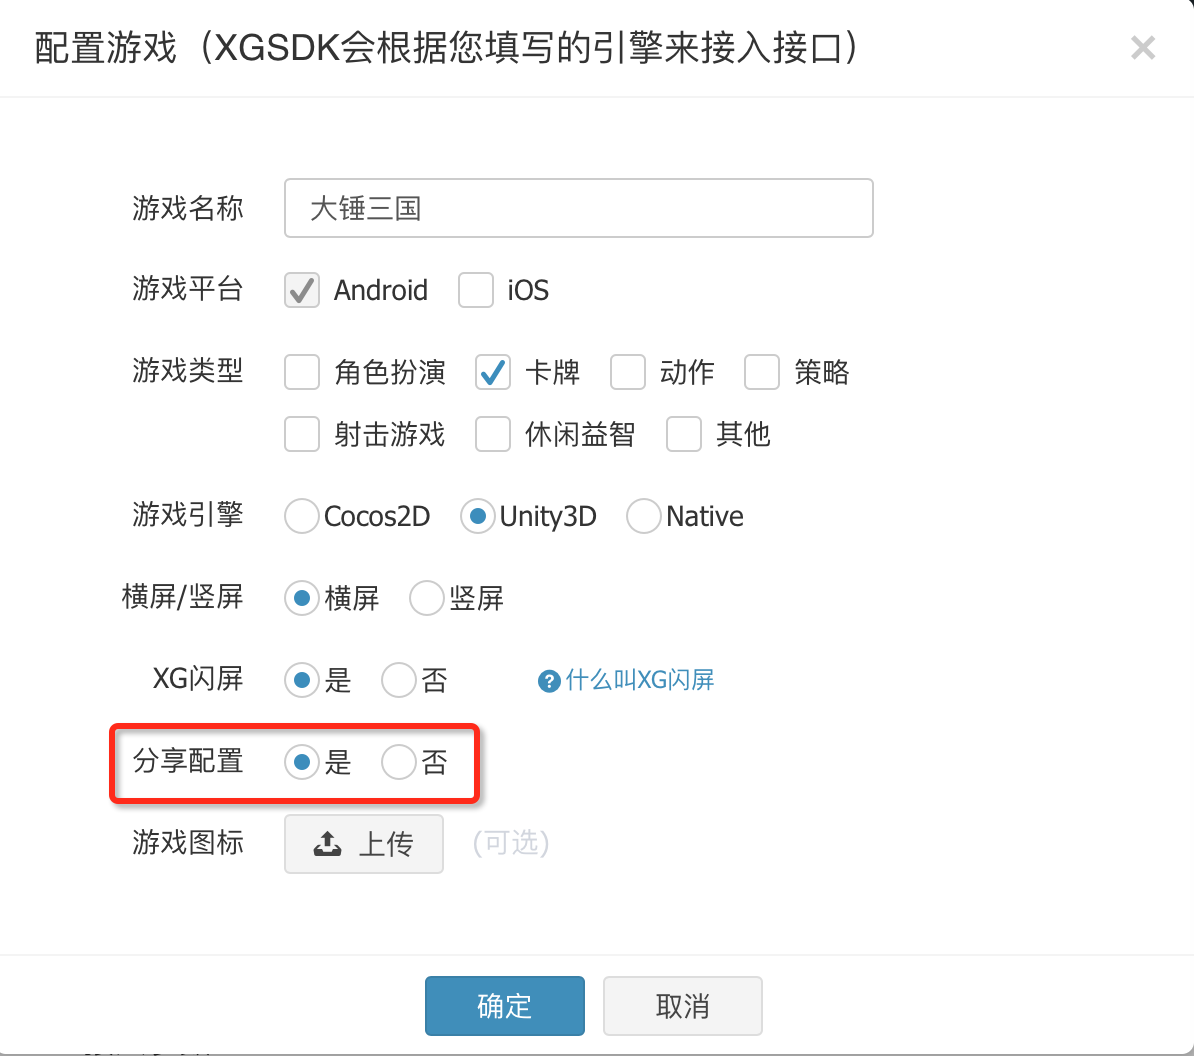 配置游戏（XGSDK会根据您填写的引擎来接入接口）
游戏名称 大锤三国
游戏平台 Android iOS
游戏类型 角色扮演 卡牌 动作 策略
射击游戏 休闲益智 其他
游戏引擎 Cocos2D Unity3D Native
横屏/竖屏 横屏 竖屏
XG闪屏 是 否 什么叫XG闪屏
分享配置 是 否
游戏图标 上传 (可选)
确定 取消